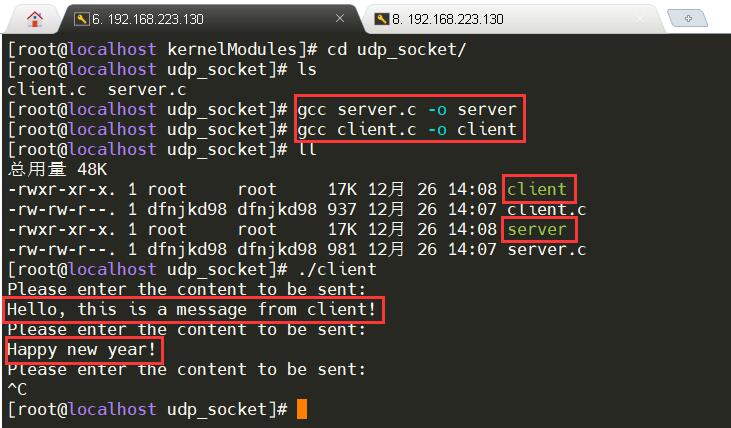 6. 192.168.223.130
8. 192.168.223.130
[root@localhost kernelModules]# cd udp_socket/
[root@localhost udp_socket]# ls
client.c  server.c
[root@localhost udp_socket]# gcc server.c -o server
[root@localhost udp_socket]# gcc client.c -o client
[root@localhost udp_socket]# ll
总用量 48K
-rwxr-xr-x. 1 root     root     17K 12月 26 14:08 client
-rw-rw-r--. 1 dfnjkd98 dfnjkd98 937 12月 26 14:07 client.c
-rwxr-xr-x. 1 root     root     17K 12月 26 14:08 server
-rw-rw-r--. 1 dfnjkd98 dfnjkd98 981 12月 26 14:07 server.c
[root@localhost udp_socket]# ./client
Please enter the content to be sent:
Hello, this is a message from client!
Please enter the content to be sent:
Happy new year!
Please enter the content to be sent:
^C
[root@localhost udp_socket]#